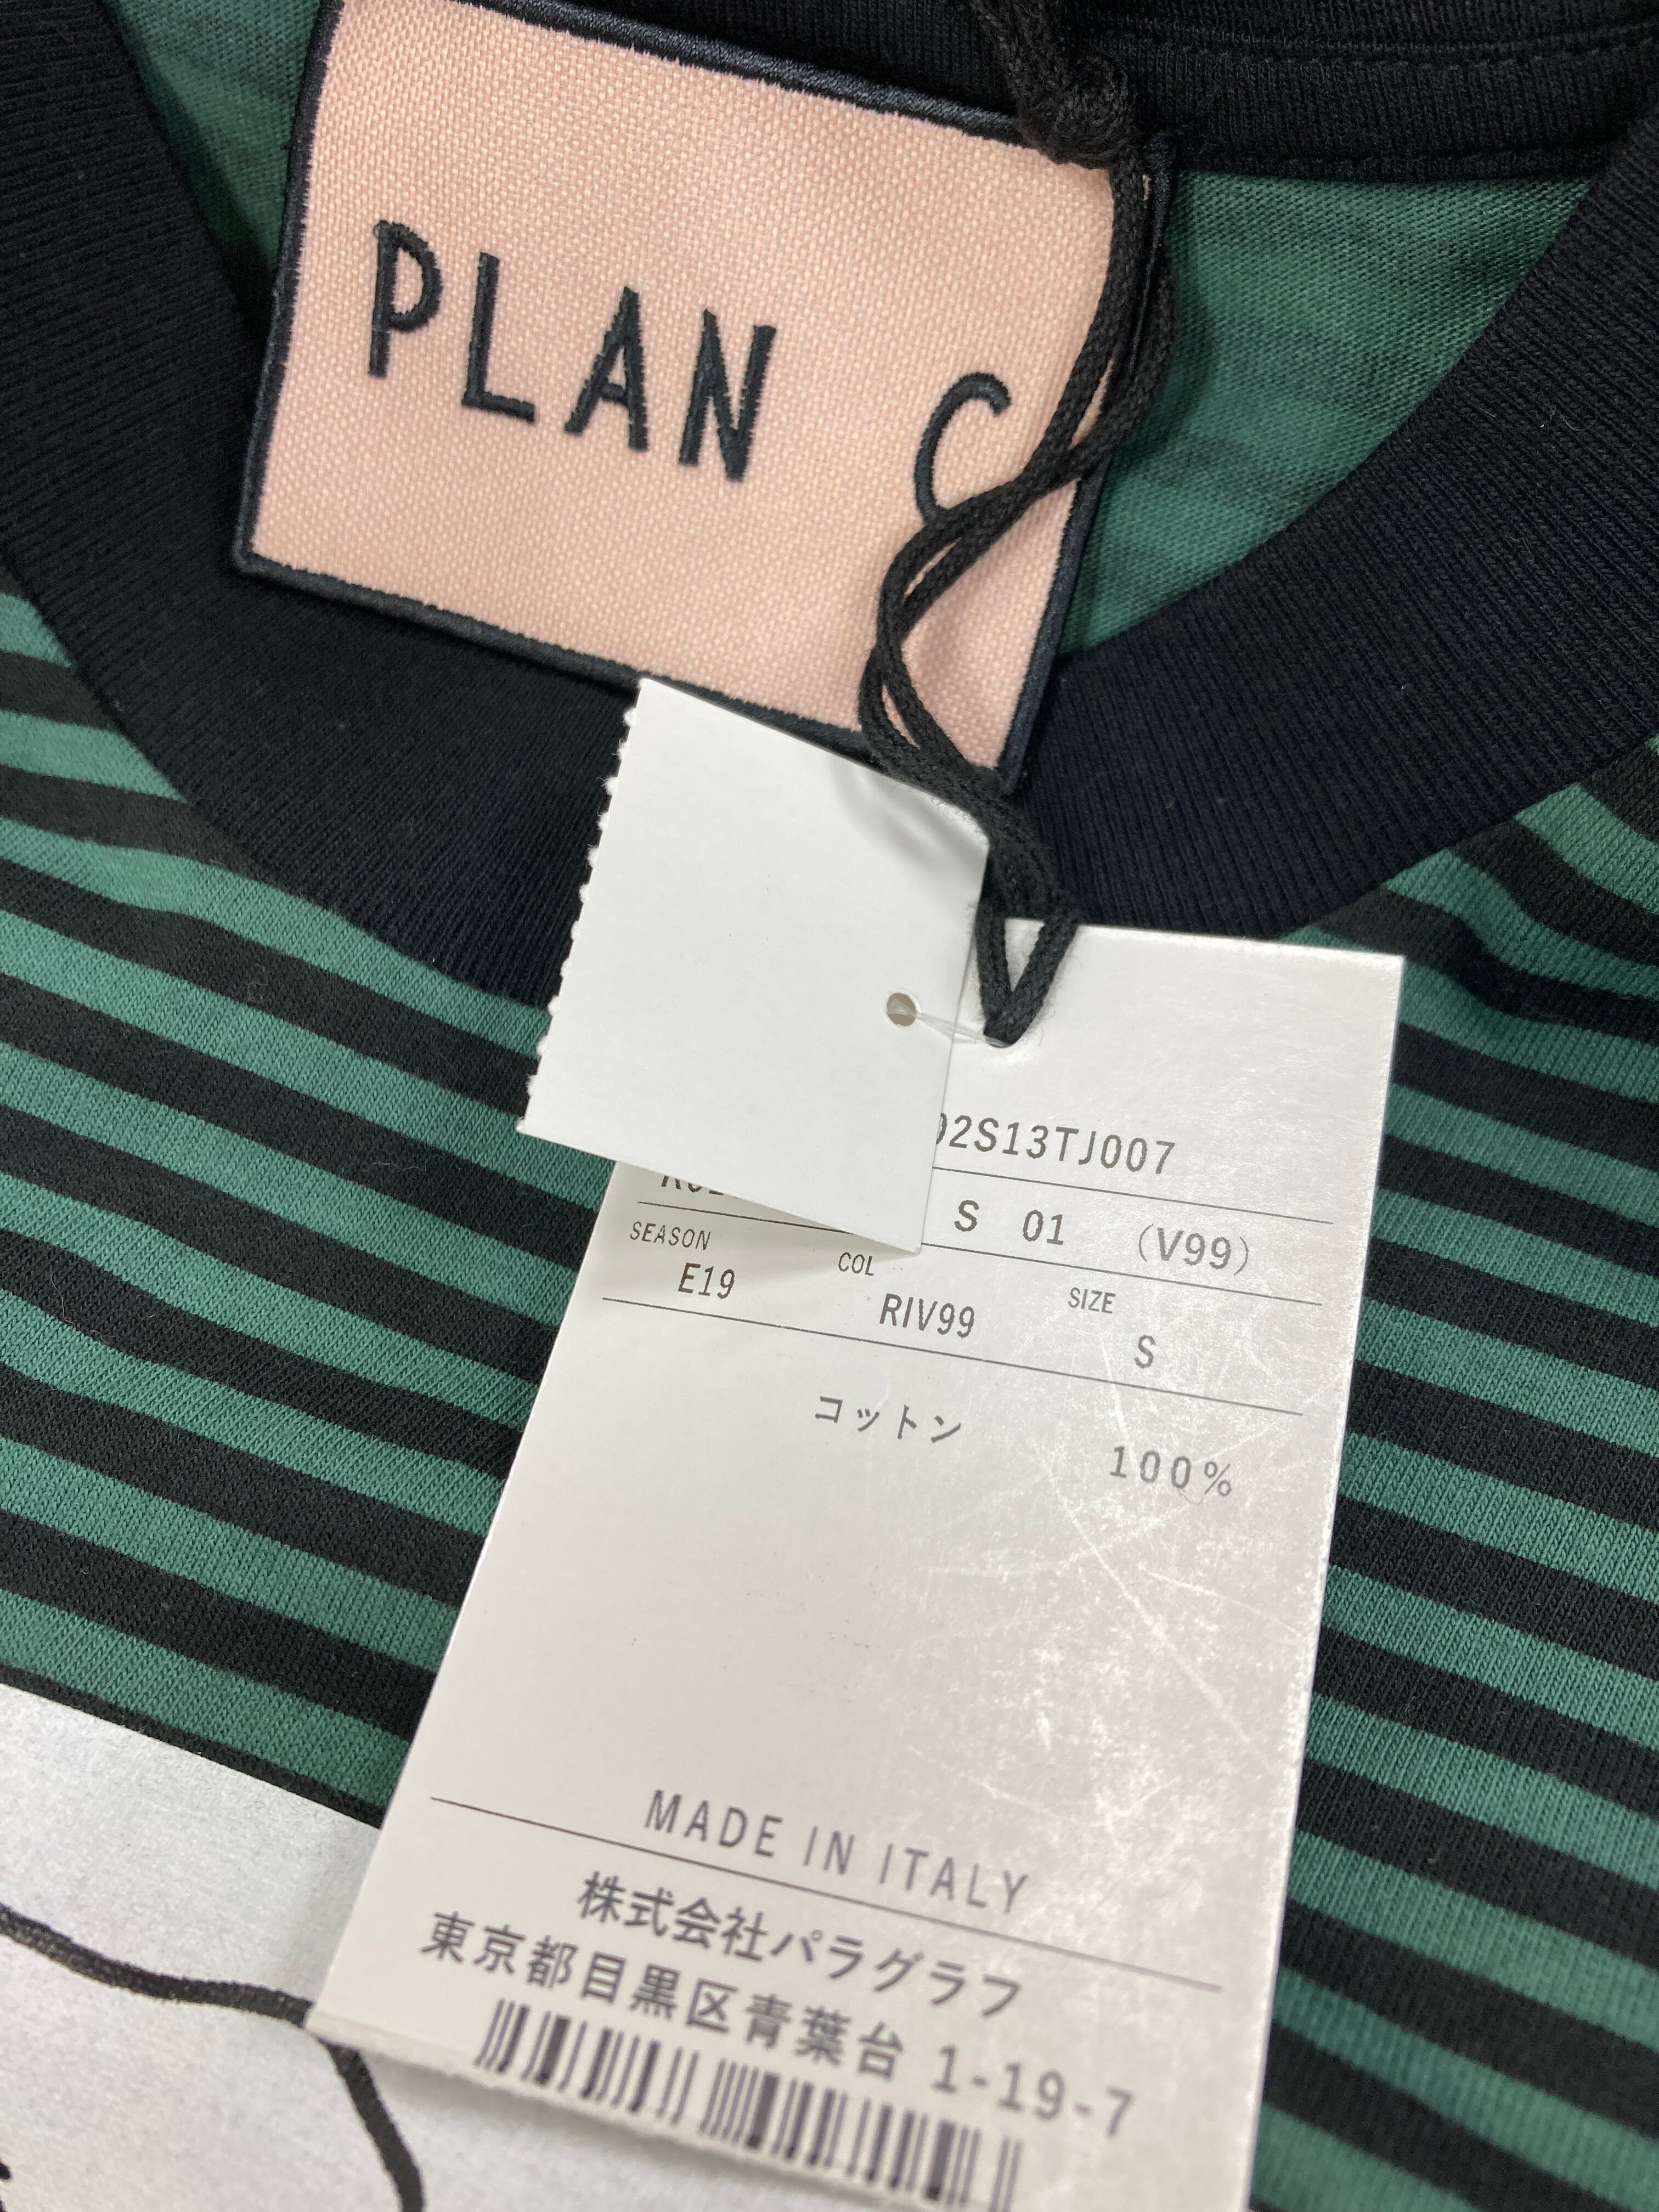 PLAN C
02S13TJ007
S 01 (V99)
SEASON COL SIZE
E19 RIV99 S
コットン 100%
MADE IN ITALY
株式会社パラグラフ
東京都目黒区青葉台 1-19-7